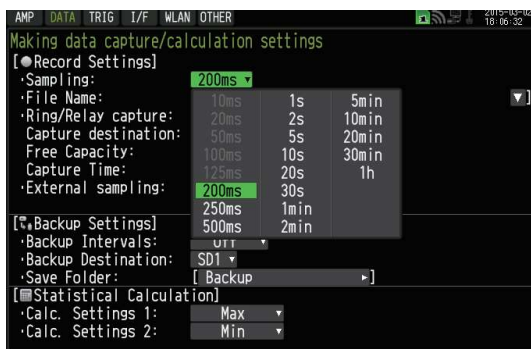 AMP DATA TRIG I/F WLAN OTHER 2015-03-02
18:06:32
Making data capture/calculation settings
[●Record Settings]
・Sampling: 200ms ▼
・File Name: ▼]
・Ring/Relay capture:
Capture destination:
Free Capacity:
Capture Time:
・External sampling:
10ms 1s 5min
20ms 2s 10min
50ms 5s 20min
100ms 10s 30min
125ms 20s 1h
200ms 30s
250ms 1min
500ms 2min
[Backup Settings]
・Backup Intervals: Off ▼
・Backup Destination: SD1 ▼
・Save Folder: [ Backup ▸]
[Statistical Calculation]
・Calc. Settings 1: Max ▼
・Calc. Settings 2: Min ▼